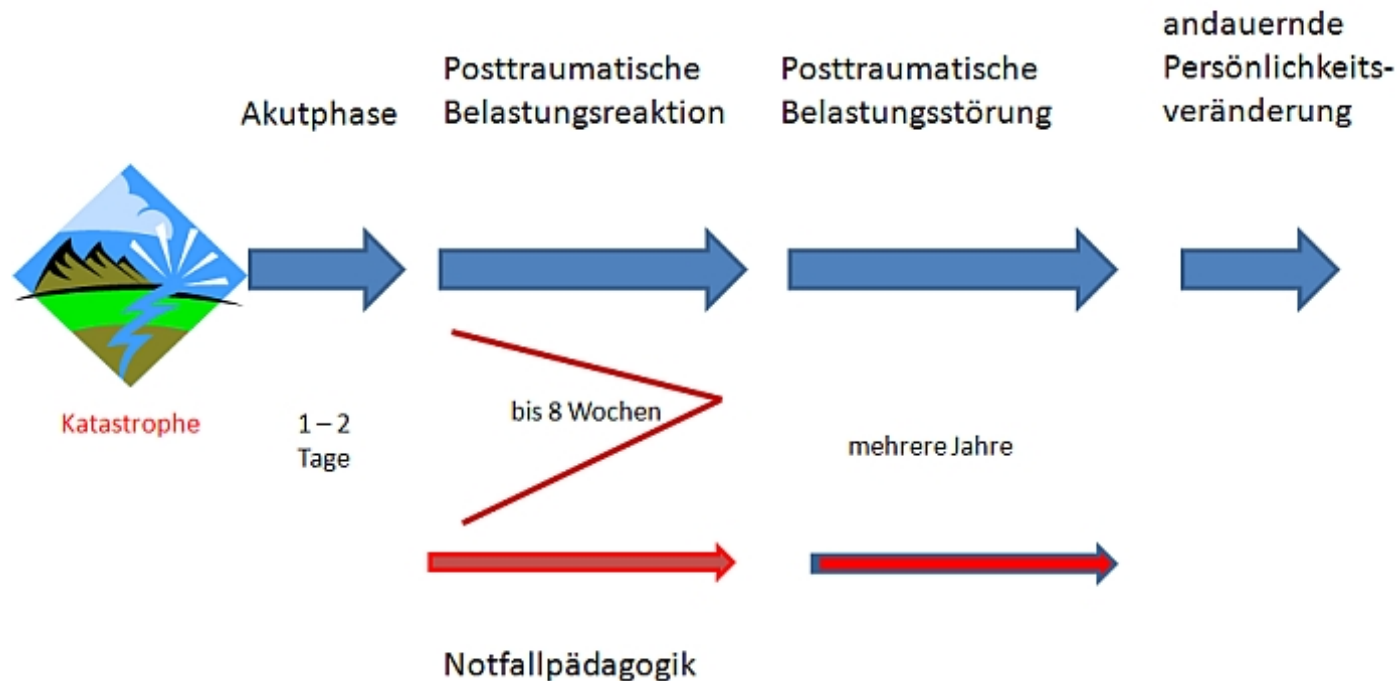 andauernde
Persönlichkeits-
veränderung
Posttraumatische
Belastungsreaktion
Posttraumatische
Belastungsstörung
Akutphase
Katastrophe
1 – 2
Tage
bis 8 Wochen
mehrere Jahre
Notfallpädagogik